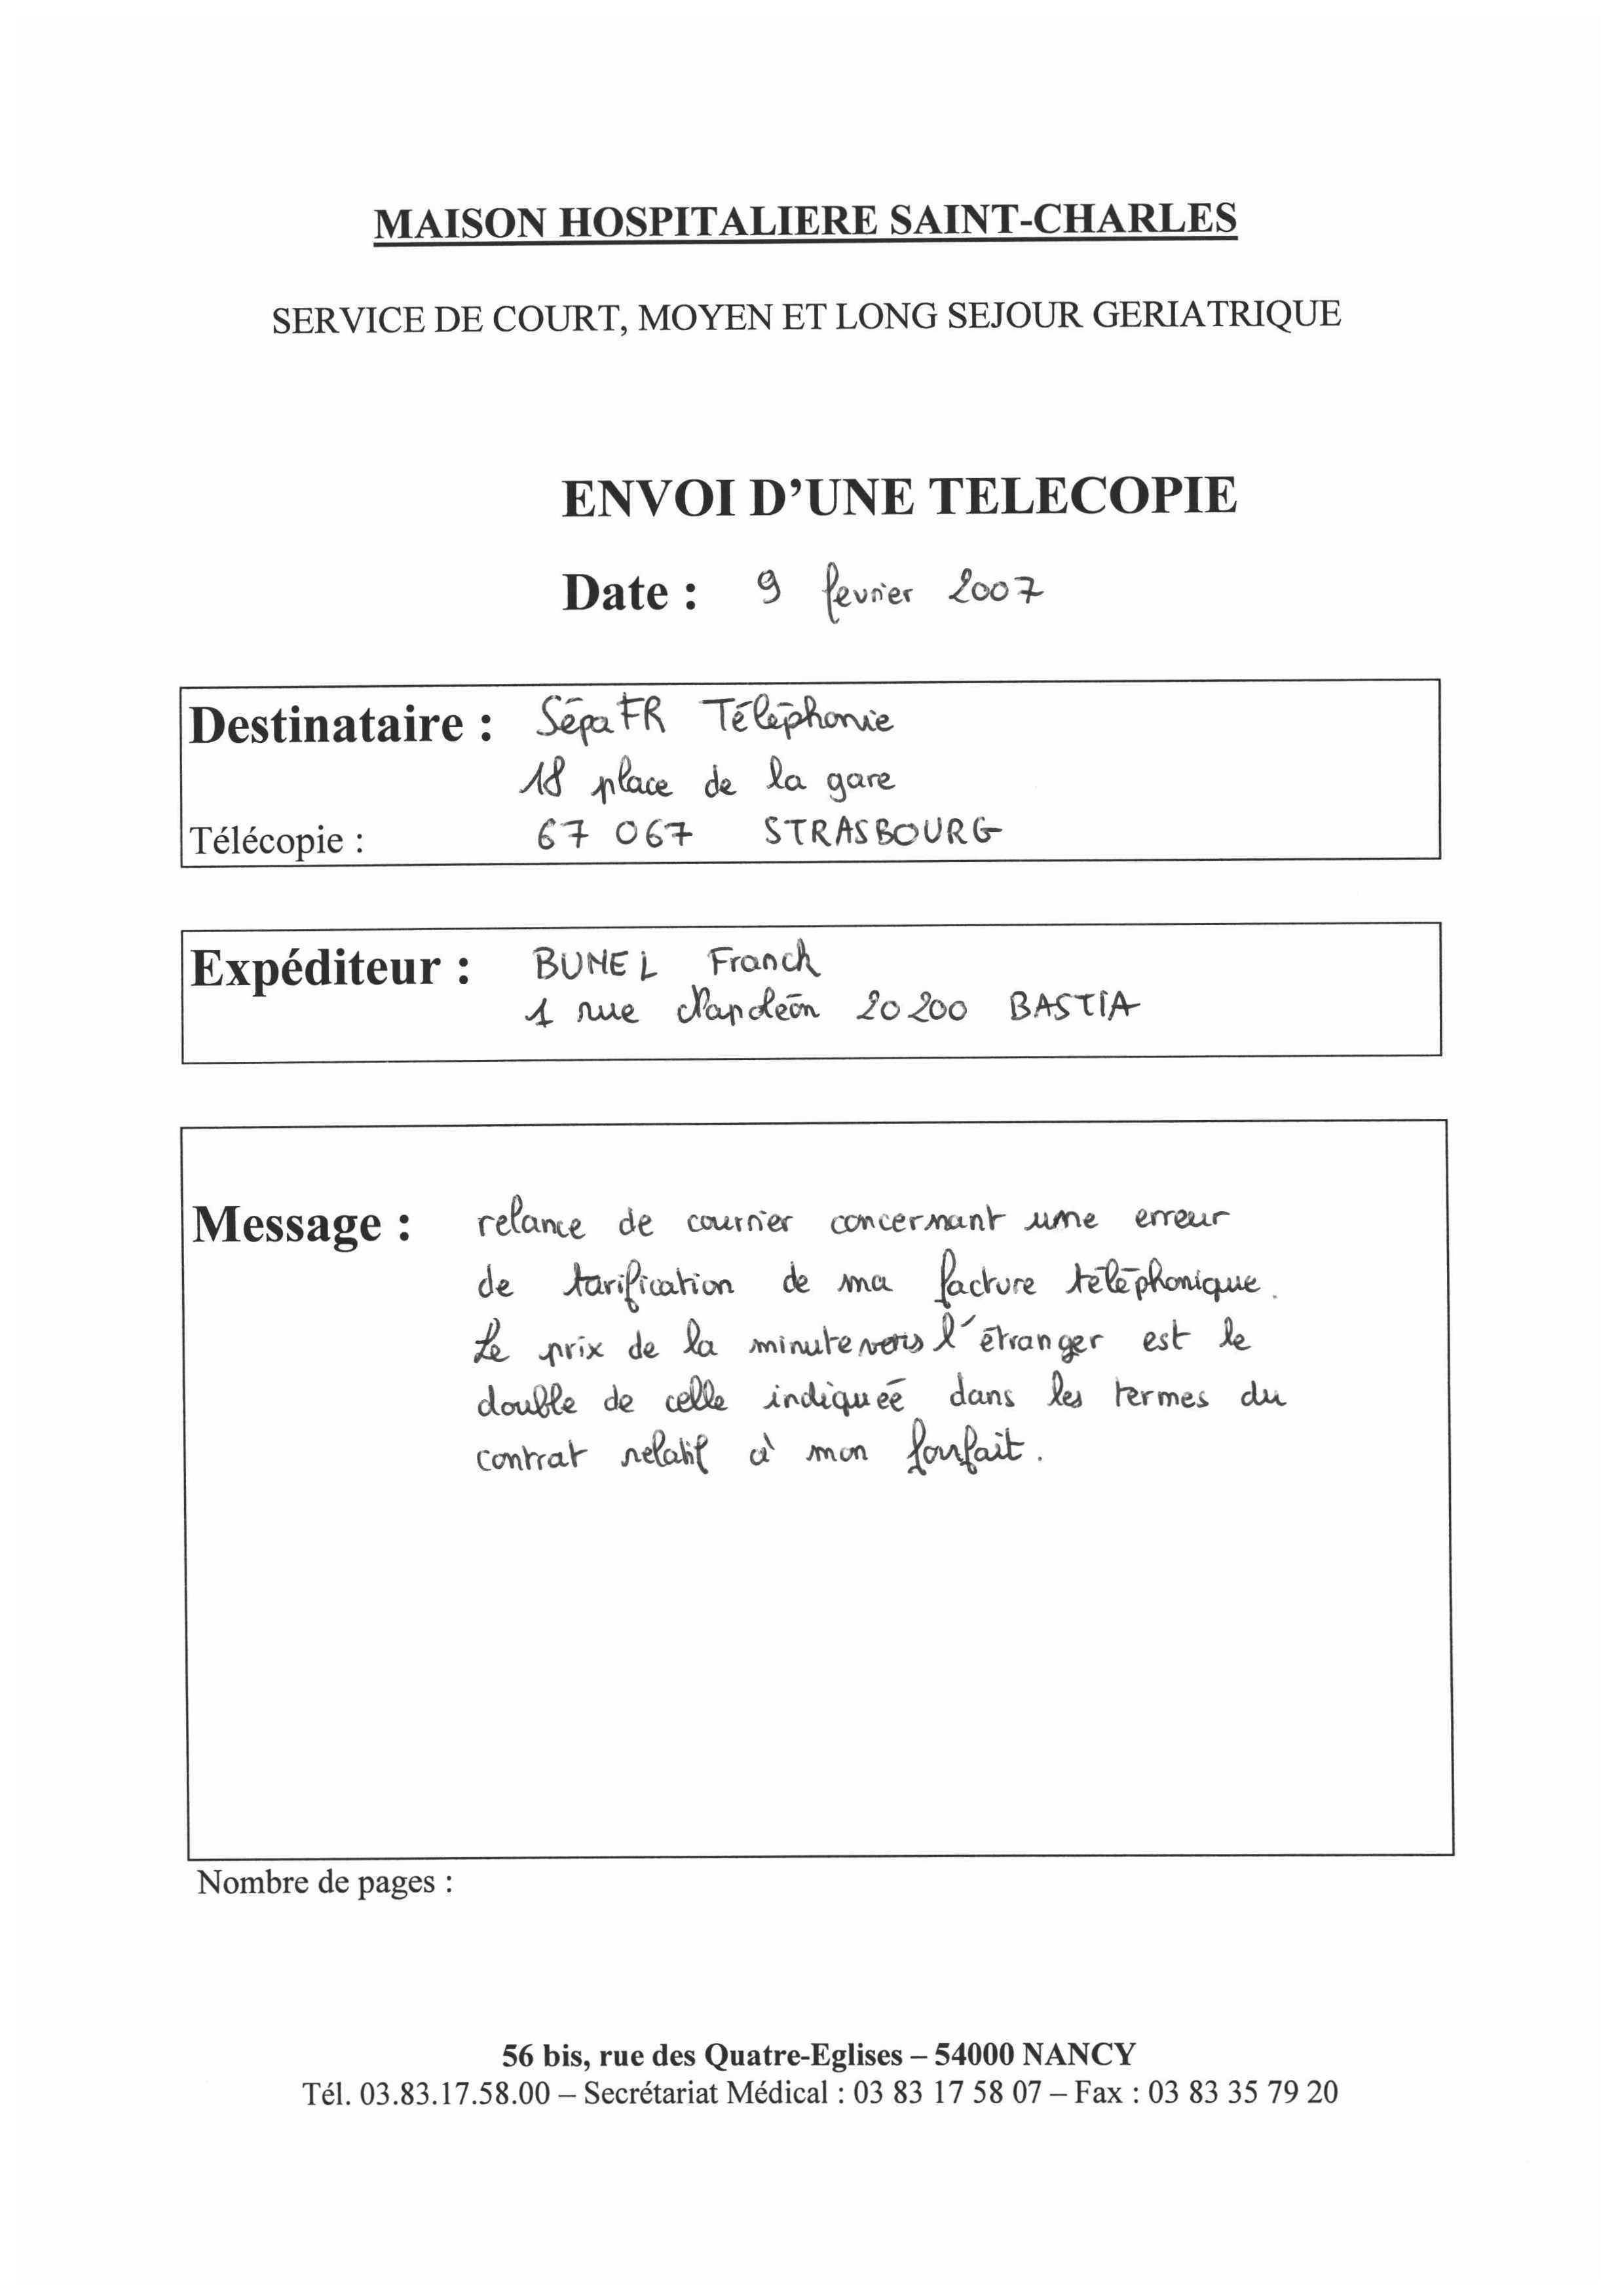 MAISON HOSPITALIERE SAINT-CHARLES
SERVICE DE COURT, MOYEN ET LONG SEJOUR GERIATRIQUE
ENVOI D'UNE TELECOPIE
Date : 9 fevrier 2007
Destinataire : SépaFR Téléphonie
18 place de la gare
Télécopie : 67 067 STRASBOURG
Expéditeur : BUNEL Franck
1 rue Napoléon 20 200 BASTIA
Message : relance de courrier concernant une erreur
de tarification de ma facture téléphonique.
Le prix de la minute vers l'étranger est le
double de celle indiquéé dans les termes du
contrat relatif à mon forfait.
Nombre de pages :
56 bis, rue des Quatre-Eglises – 54000 NANCY
Tél. 03.83.17.58.00 – Secrétariat Médical : 03 83 17 58 07 – Fax : 03 83 35 79 20